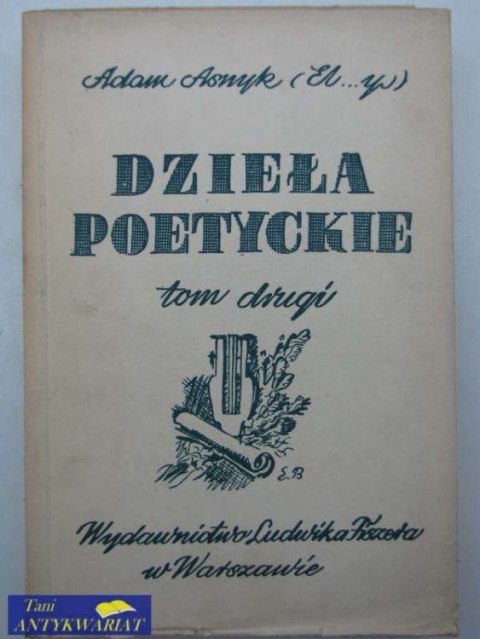 Adam Asnyk (El...y)
DZIEŁA
POETYCKIE
tom drugi
E.B
Wydawnictwo Ludwika Fiszera
w Warszawie
Tani
ANTYKWARIAT